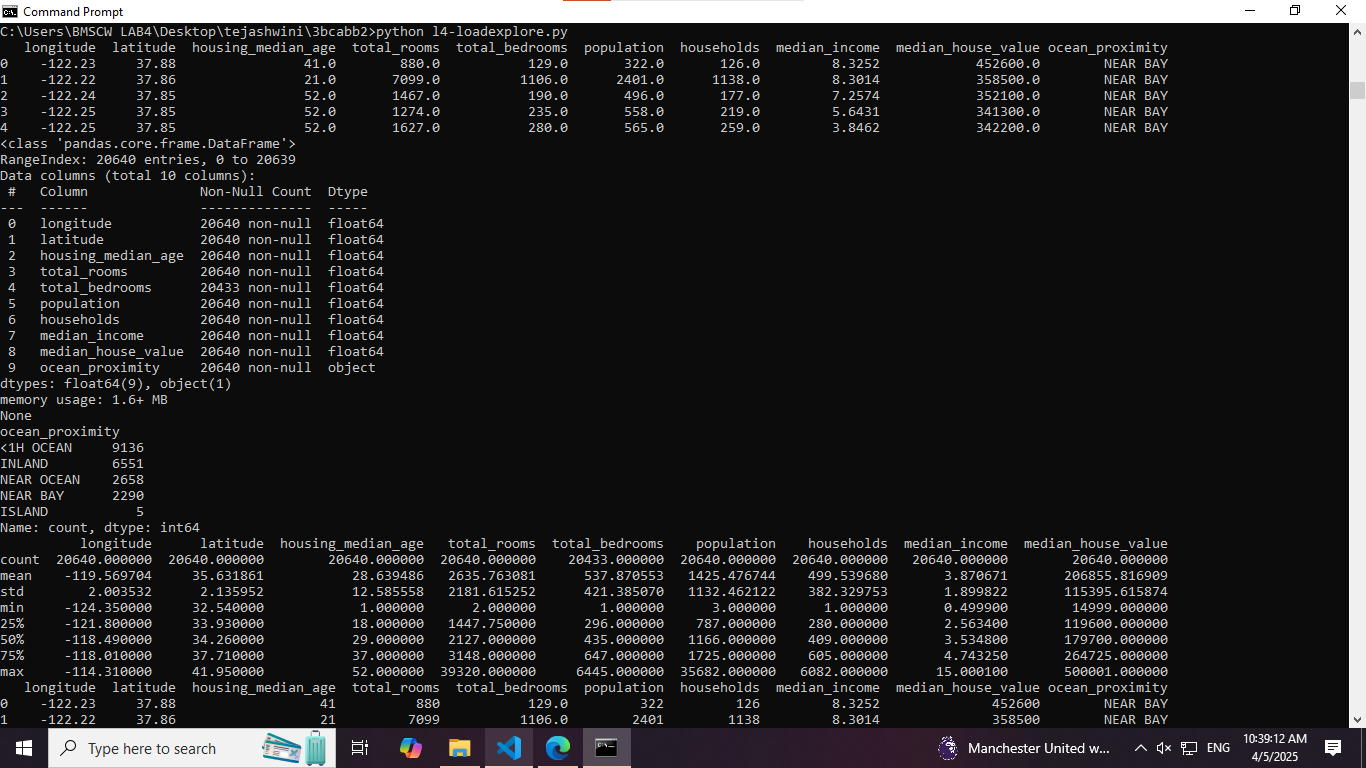 Command Prompt
C:\Users\BMSCW LAB4\Desktop\tejashwini\3bcabb2>python l4-loadexplore.py
   longitude  latitude  housing_median_age  total_rooms  total_bedrooms  population  households  median_income  median_house_value ocean_proximity
0    -122.23     37.88                41.0        880.0           129.0       322.0       126.0         8.3252            452600.0        NEAR BAY
1    -122.22     37.86                21.0       7099.0          1106.0      2401.0      1138.0         8.3014            358500.0        NEAR BAY
2    -122.24     37.85                52.0       1467.0           190.0       496.0       177.0         7.2574            352100.0        NEAR BAY
3    -122.25     37.85                52.0       1274.0           235.0       558.0       219.0         5.6431            341300.0        NEAR BAY
4    -122.25     37.85                52.0       1627.0           280.0       565.0       259.0         3.8462            342200.0        NEAR BAY
<class 'pandas.core.frame.DataFrame'>
RangeIndex: 20640 entries, 0 to 20639
Data columns (total 10 columns):
 #   Column              Non-Null Count  Dtype
---  ------              --------------  -----
 0   longitude           20640 non-null  float64
 1   latitude            20640 non-null  float64
 2   housing_median_age  20640 non-null  float64
 3   total_rooms         20640 non-null  float64
 4   total_bedrooms      20433 non-null  float64
 5   population          20640 non-null  float64
 6   households          20640 non-null  float64
 7   median_income       20640 non-null  float64
 8   median_house_value  20640 non-null  float64
 9   ocean_proximity     20640 non-null  object
dtypes: float64(9), object(1)
memory usage: 1.6+ MB
None
ocean_proximity
<1H OCEAN     9136
INLAND        6551
NEAR OCEAN    2658
NEAR BAY      2290
ISLAND           5
Name: count, dtype: int64
          longitude      latitude  housing_median_age   total_rooms  total_bedrooms    population    households  median_income  median_house_value
count  20640.000000  20640.000000        20640.000000  20640.000000    20433.000000  20640.000000  20640.000000   20640.000000        20640.000000
mean    -119.569704     35.631861           28.639486   2635.763081      537.870553   1425.476744    499.539680       3.870671       206855.816909
std        2.003532      2.135952           12.585558   2181.615252      421.385070   1132.462122    382.329753       1.899822       115395.615874
min     -124.350000     32.540000            1.000000      2.000000        1.000000      3.000000      1.000000       0.499900        14999.000000
25%     -121.800000     33.930000           18.000000   1447.750000      296.000000    787.000000    280.000000       2.563400       119600.000000
50%     -118.490000     34.260000           29.000000   2127.000000      435.000000   1166.000000    409.000000       3.534800       179700.000000
75%     -118.010000     37.710000           37.000000   3148.000000      647.000000   1725.000000    605.000000       4.743250       264725.000000
max     -114.310000     41.950000           52.000000  39320.000000     6445.000000  35682.000000   6082.000000      15.000100       500001.000000
   longitude  latitude  housing_median_age  total_rooms  total_bedrooms  population  households  median_income  median_house_value ocean_proximity
0    -122.23     37.88                  41          880           129.0         322         126         8.3252              452600        NEAR BAY
1    -122.22     37.86                  21         7099          1106.0        2401        1138         8.3014              358500        NEAR BAY
Type here to search
Manchester United w...
ENG
10:39:12 AM
4/5/2025